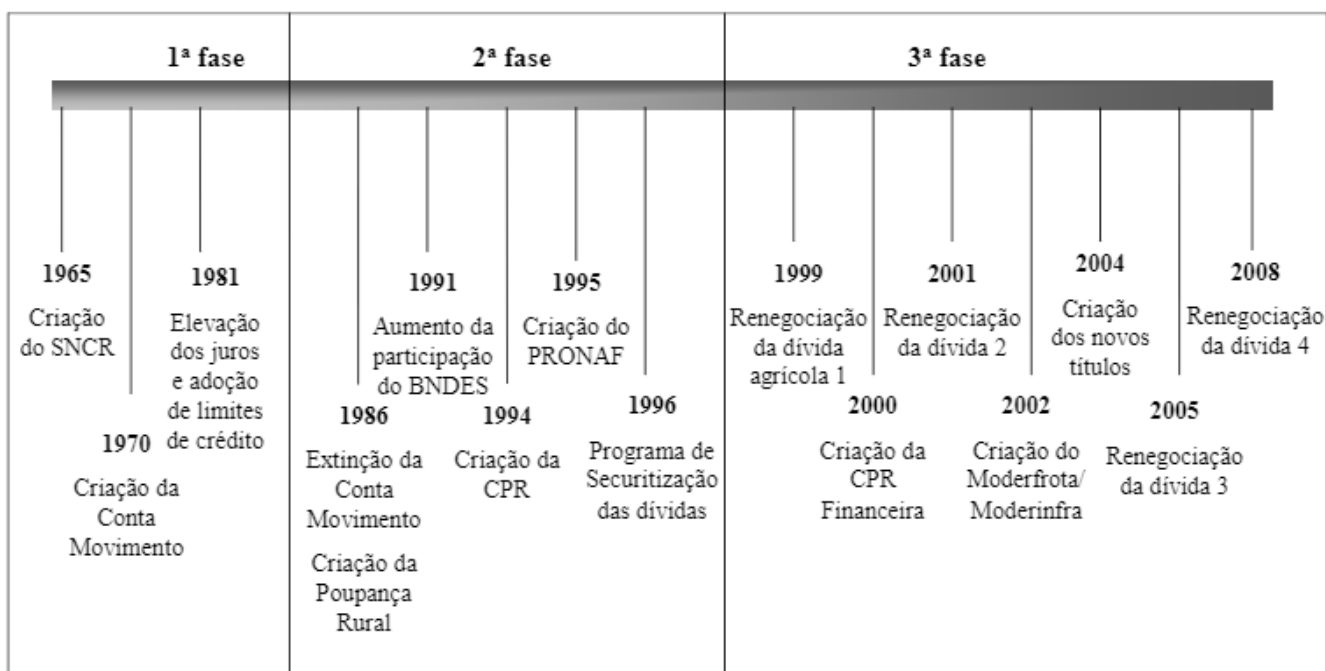 1ª fase
2ª fase
3ª fase
1965
Criação
do SNCR
1970
Criação da
Conta
Movimento
1981
Elevação
dos juros
e adoção
de limites
de crédito
1986
Extinção da
Conta
Movimento
Criação da
Poupança
Rural
1991
Aumento da
participação
do BNDES
1994
Criação da
CPR
1995
Criação do
PRONAF
1996
Programa de
Securitização
das dívidas
1999
Renegociação
da dívida
agrícola 1
2000
Criação da
CPR
Financeira
2001
Renegociação
da dívida 2
2002
Criação do
Moderfrota/
Moderinfra
2004
Criação
dos novos
títulos
2005
Renegociação
da dívida 3
2008
Renegociação
da dívida 4